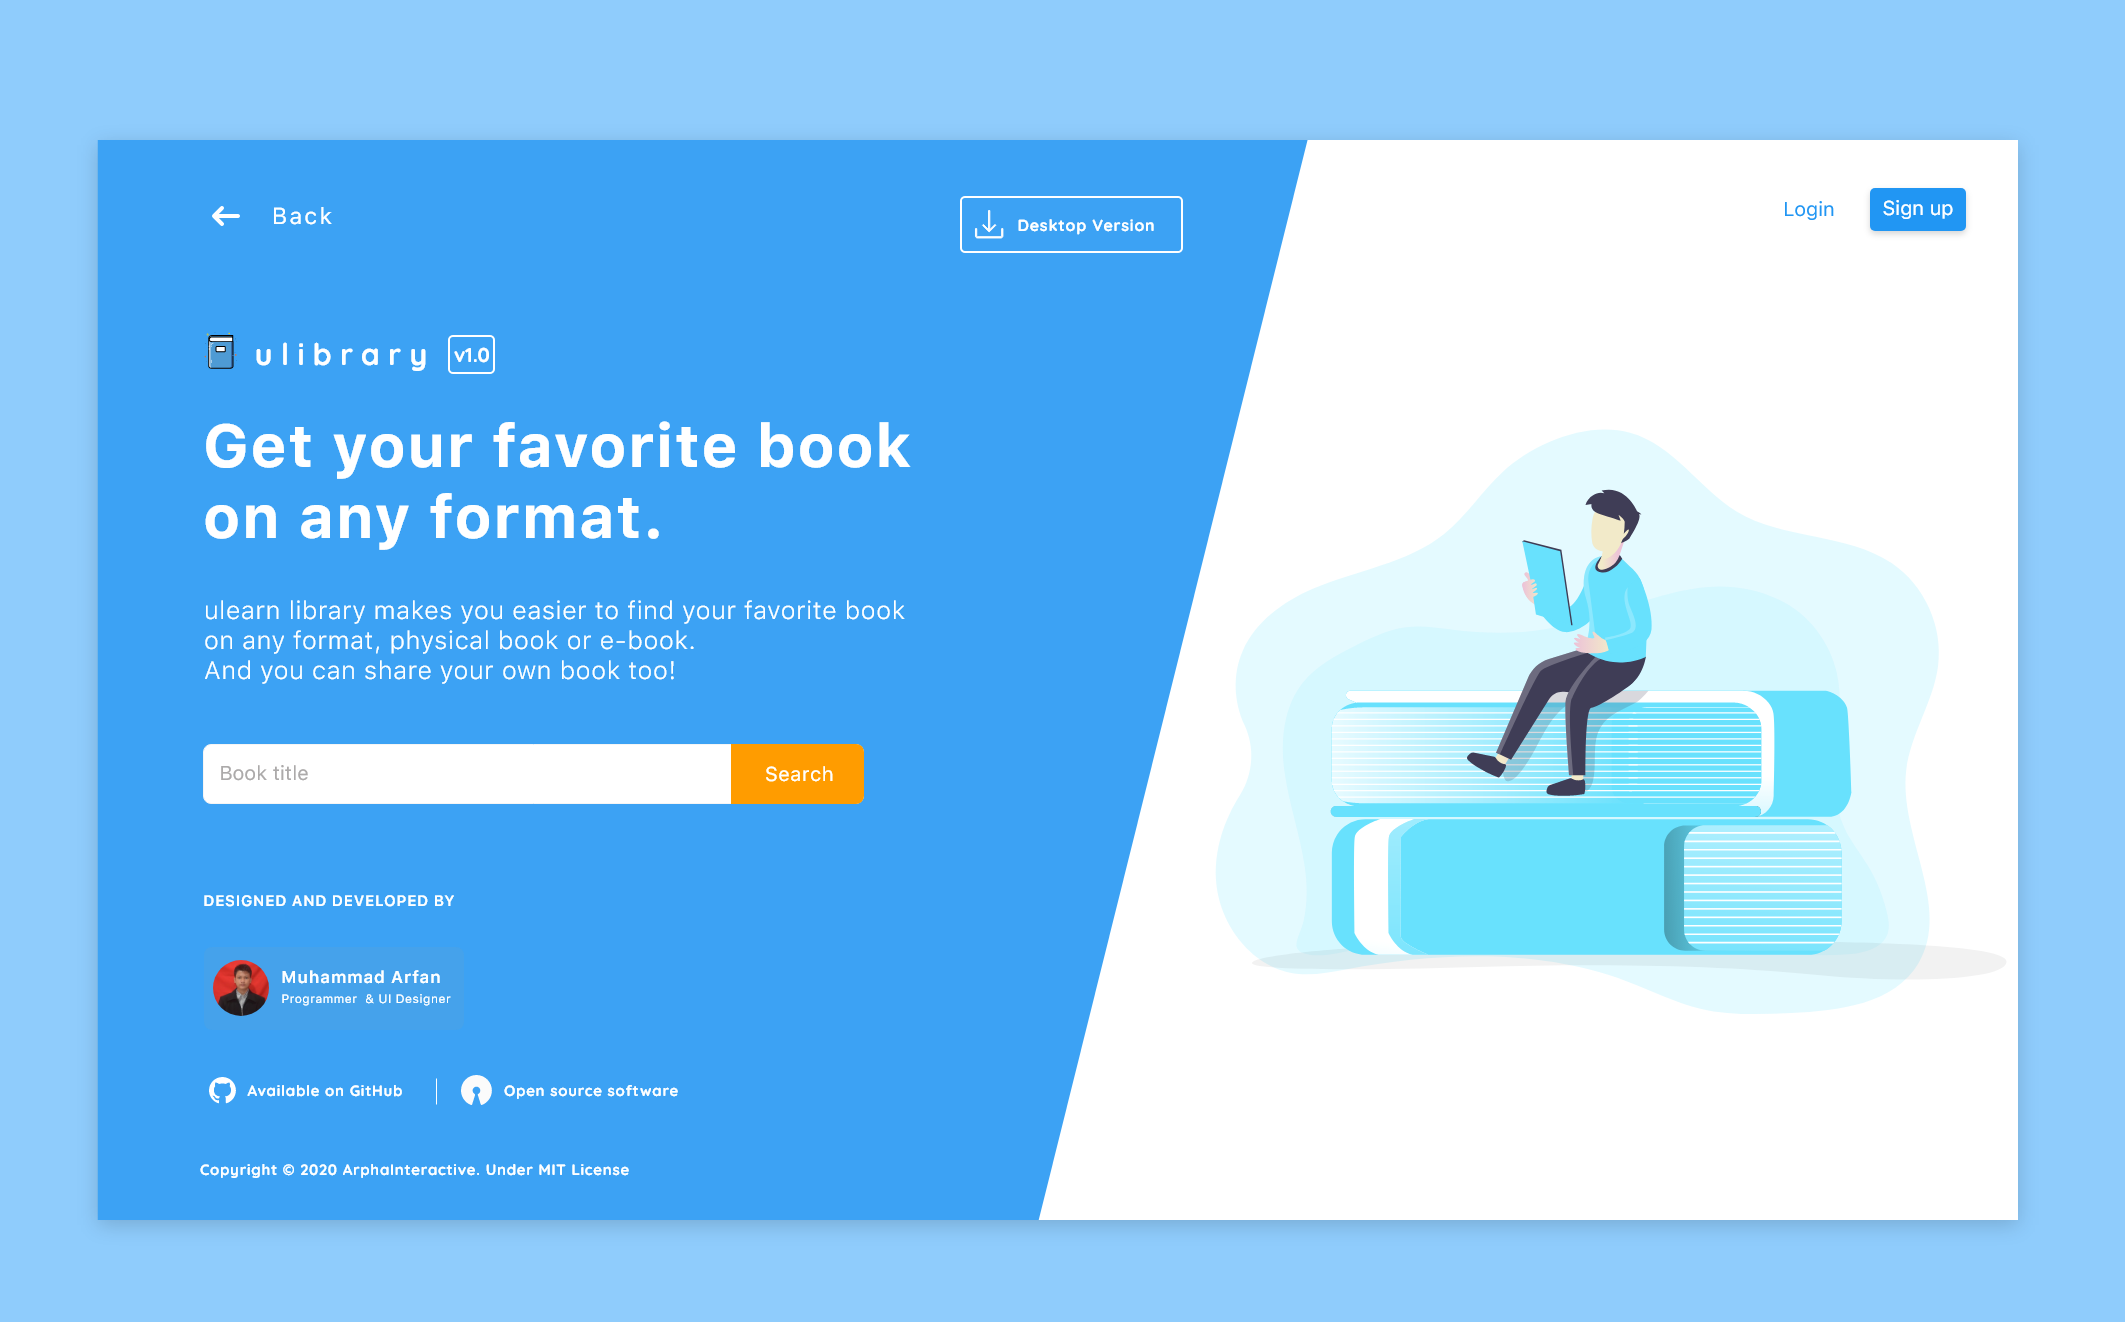 Back
Desktop Version
Login
Sign up
ulibrary
v1.0
Get your favorite book
on any format.
ulearn library makes you easier to find your favorite book
on any format, physical book or e-book.
And you can share your own book too!
Book title
Search
DESIGNED AND DEVELOPED BY
Muhammad Arfan
Programmer & UI Designer
Available on GitHub
Open source software
Copyright © 2020 ArphaInteractive. Under MIT License